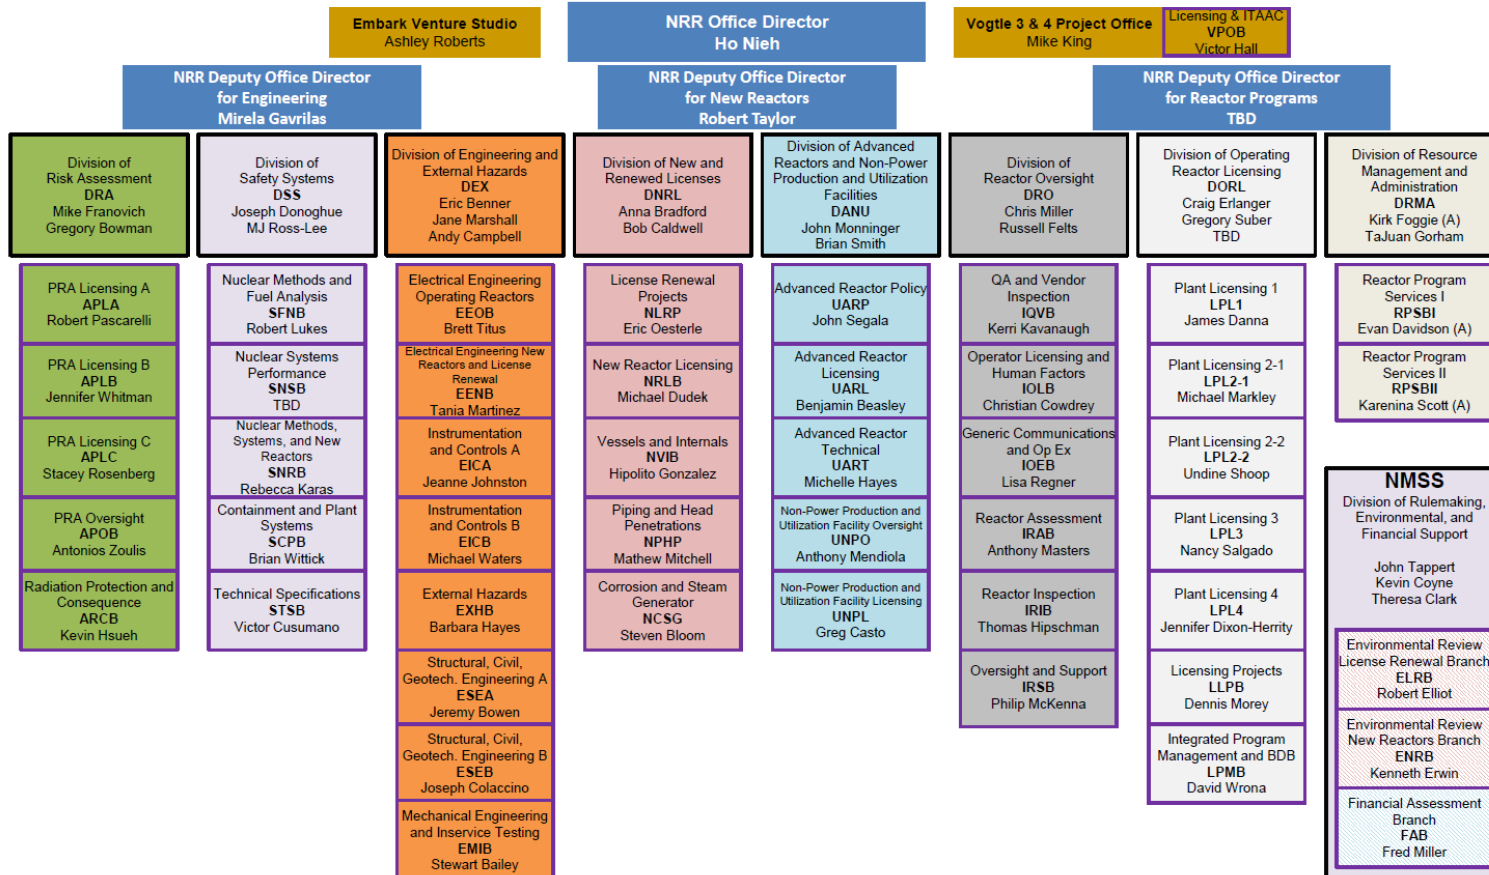 Embark Venture Studio
Ashley Roberts
NRR Office Director
Ho Nieh
Vogtle 3 & 4 Project Office
Mike King
Licensing & ITAAC
VPOB
Victor Hall
NRR Deputy Office Director
for Engineering
Mirela Gavrilas
NRR Deputy Office Director
for New Reactors
Robert Taylor
NRR Deputy Office Director
for Reactor Programs
TBD
Division of
Risk Assessment
DRA
Mike Franovich
Gregory Bowman
Division of
Safety Systems
DSS
Joseph Donoghue
MJ Ross-Lee
Division of Engineering and
External Hazards
DEX
Eric Benner
Jane Marshall
Andy Campbell
Division of New and
Renewed Licenses
DNRL
Anna Bradford
Bob Caldwell
Division of Advanced
Reactors and Non-Power
Production and Utilization
Facilities
DANU
John Monninger
Brian Smith
Division of
Reactor Oversight
DRO
Chris Miller
Russell Felts
Division of Operating
Reactor Licensing
DORL
Craig Erlanger
Gregory Suber
TBD
Division of Resource
Management and
Administration
DRMA
Kirk Foggie (A)
TaJuan Gorham
PRA Licensing A
APLA
Robert Pascarelli
PRA Licensing B
APLB
Jennifer Whitman
PRA Licensing C
APLC
Stacey Rosenberg
PRA Oversight
APOB
Antonios Zoulis
Radiation Protection and
Consequence
ARCB
Kevin Hsueh
Nuclear Methods and
Fuel Analysis
SFNB
Robert Lukes
Nuclear Systems
Performance
SNSB
TBD
Nuclear Methods,
Systems, and New
Reactors
SNRB
Rebecca Karas
Containment and Plant
Systems
SCPB
Brian Wittick
Technical Specifications
STSB
Victor Cusumano
Electrical Engineering
Operating Reactors
EEOB
Brett Titus
Electrical Engineering New
Reactors and License
Renewal
EENB
Tania Martinez
Instrumentation
and Controls A
EICA
Jeanne Johnston
Instrumentation
and Controls B
EICB
Michael Waters
External Hazards
EXHB
Barbara Hayes
Structural, Civil,
Geotech. Engineering A
ESEA
Jeremy Bowen
Structural, Civil,
Geotech. Engineering B
ESEB
Joseph Colaccino
Mechanical Engineering
and Inservice Testing
EMIB
Stewart Bailey
License Renewal
Projects
NLRP
Eric Oesterle
New Reactor Licensing
NRLB
Michael Dudek
Vessels and Internals
NVIB
Hipolito Gonzalez
Piping and Head
Penetrations
NPHP
Mathew Mitchell
Corrosion and Steam
Generator
NCSG
Steven Bloom
Advanced Reactor Policy
UARP
John Segala
Advanced Reactor
Licensing
UARL
Benjamin Beasley
Advanced Reactor
Technical
UART
Michelle Hayes
Non-Power Production and
Utilization Facility Oversight
UNPO
Anthony Mendiola
Non-Power Production and
Utilization Facility Licensing
UNPL
Greg Casto
QA and Vendor
Inspection
IQVB
Kerri Kavanaugh
Operator Licensing and
Human Factors
IOLB
Christian Cowdrey
Generic Communications
and Op Ex
IOEB
Lisa Regner
Reactor Assessment
IRAB
Anthony Masters
Reactor Inspection
IRIB
Thomas Hipschman
Oversight and Support
IRSB
Philip McKenna
Plant Licensing 1
LPL1
James Danna
Plant Licensing 2-1
LPL2-1
Michael Markley
Plant Licensing 2-2
LPL2-2
Undine Shoop
Plant Licensing 3
LPL3
Nancy Salgado
Plant Licensing 4
LPL4
Jennifer Dixon-Herrity
Licensing Projects
LLPB
Dennis Morey
Integrated Program
Management and BDB
LPMB
David Wrona
Reactor Program
Services I
RPSBI
Evan Davidson (A)
Reactor Program
Services II
RPSBII
Karenina Scott (A)
NMSS
Division of Rulemaking,
Environmental, and
Financial Support
John Tappert
Kevin Coyne
Theresa Clark
Environmental Review
License Renewal Branch
ELRB
Robert Elliot
Environmental Review
New Reactors Branch
ENRB
Kenneth Erwin
Financial Assessment
Branch
FAB
Fred Miller